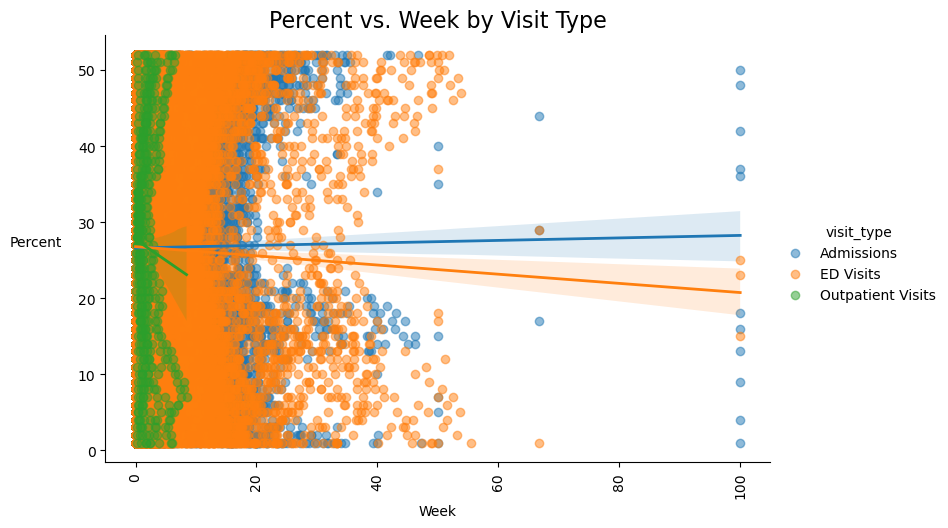 Percent vs. Week by Visit Type
50
40
30
20
10
0
Percent
0
20
40
60
80
100
Week
visit_type
Admissions
ED Visits
Outpatient Visits